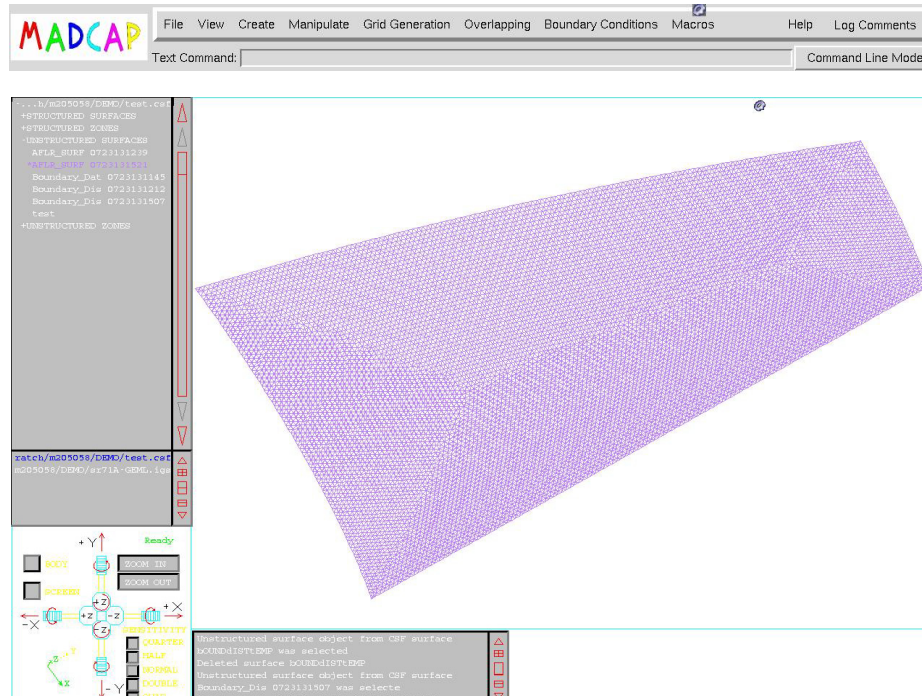 MADCAP
File View Create Manipulate Grid Generation Overlapping Boundary Conditions Macros Help Log Comments
Text Command: Command Line Mode
-...h/m205058/DEMO/test.csf
+STRUCTURED SURFACES
+STRUCTURED ZONES
-UNSTRUCTURED SURFACES
AFLR_SURF 0723131239
*AFLR_SURF 0723131521
Boundary_Dat 0723131145
Boundary_Dis 0723131212
Boundary_Dis 0723131507
test
+UNSTRUCTURED ZONES
ratch/m205058/DEMO/test.csf
m205058/DEMO/sr71A-GEML.igs
+Y Ready
BODY ZOOM IN
SCREEN ZOOM OUT
+Z
-X +Z -Z +X
-Z
SENSITIVITY
QUARTER
HALF
Z Y NORMAL
X -Y DOUBLE
Unstructured surface object from CSF surface
bOUNDdISTtEMP was selected
Deleted surface bOUNDdISTtEMP
Unstructured surface object from CSF surface
Boundary_Dis 0723131507 was selecte